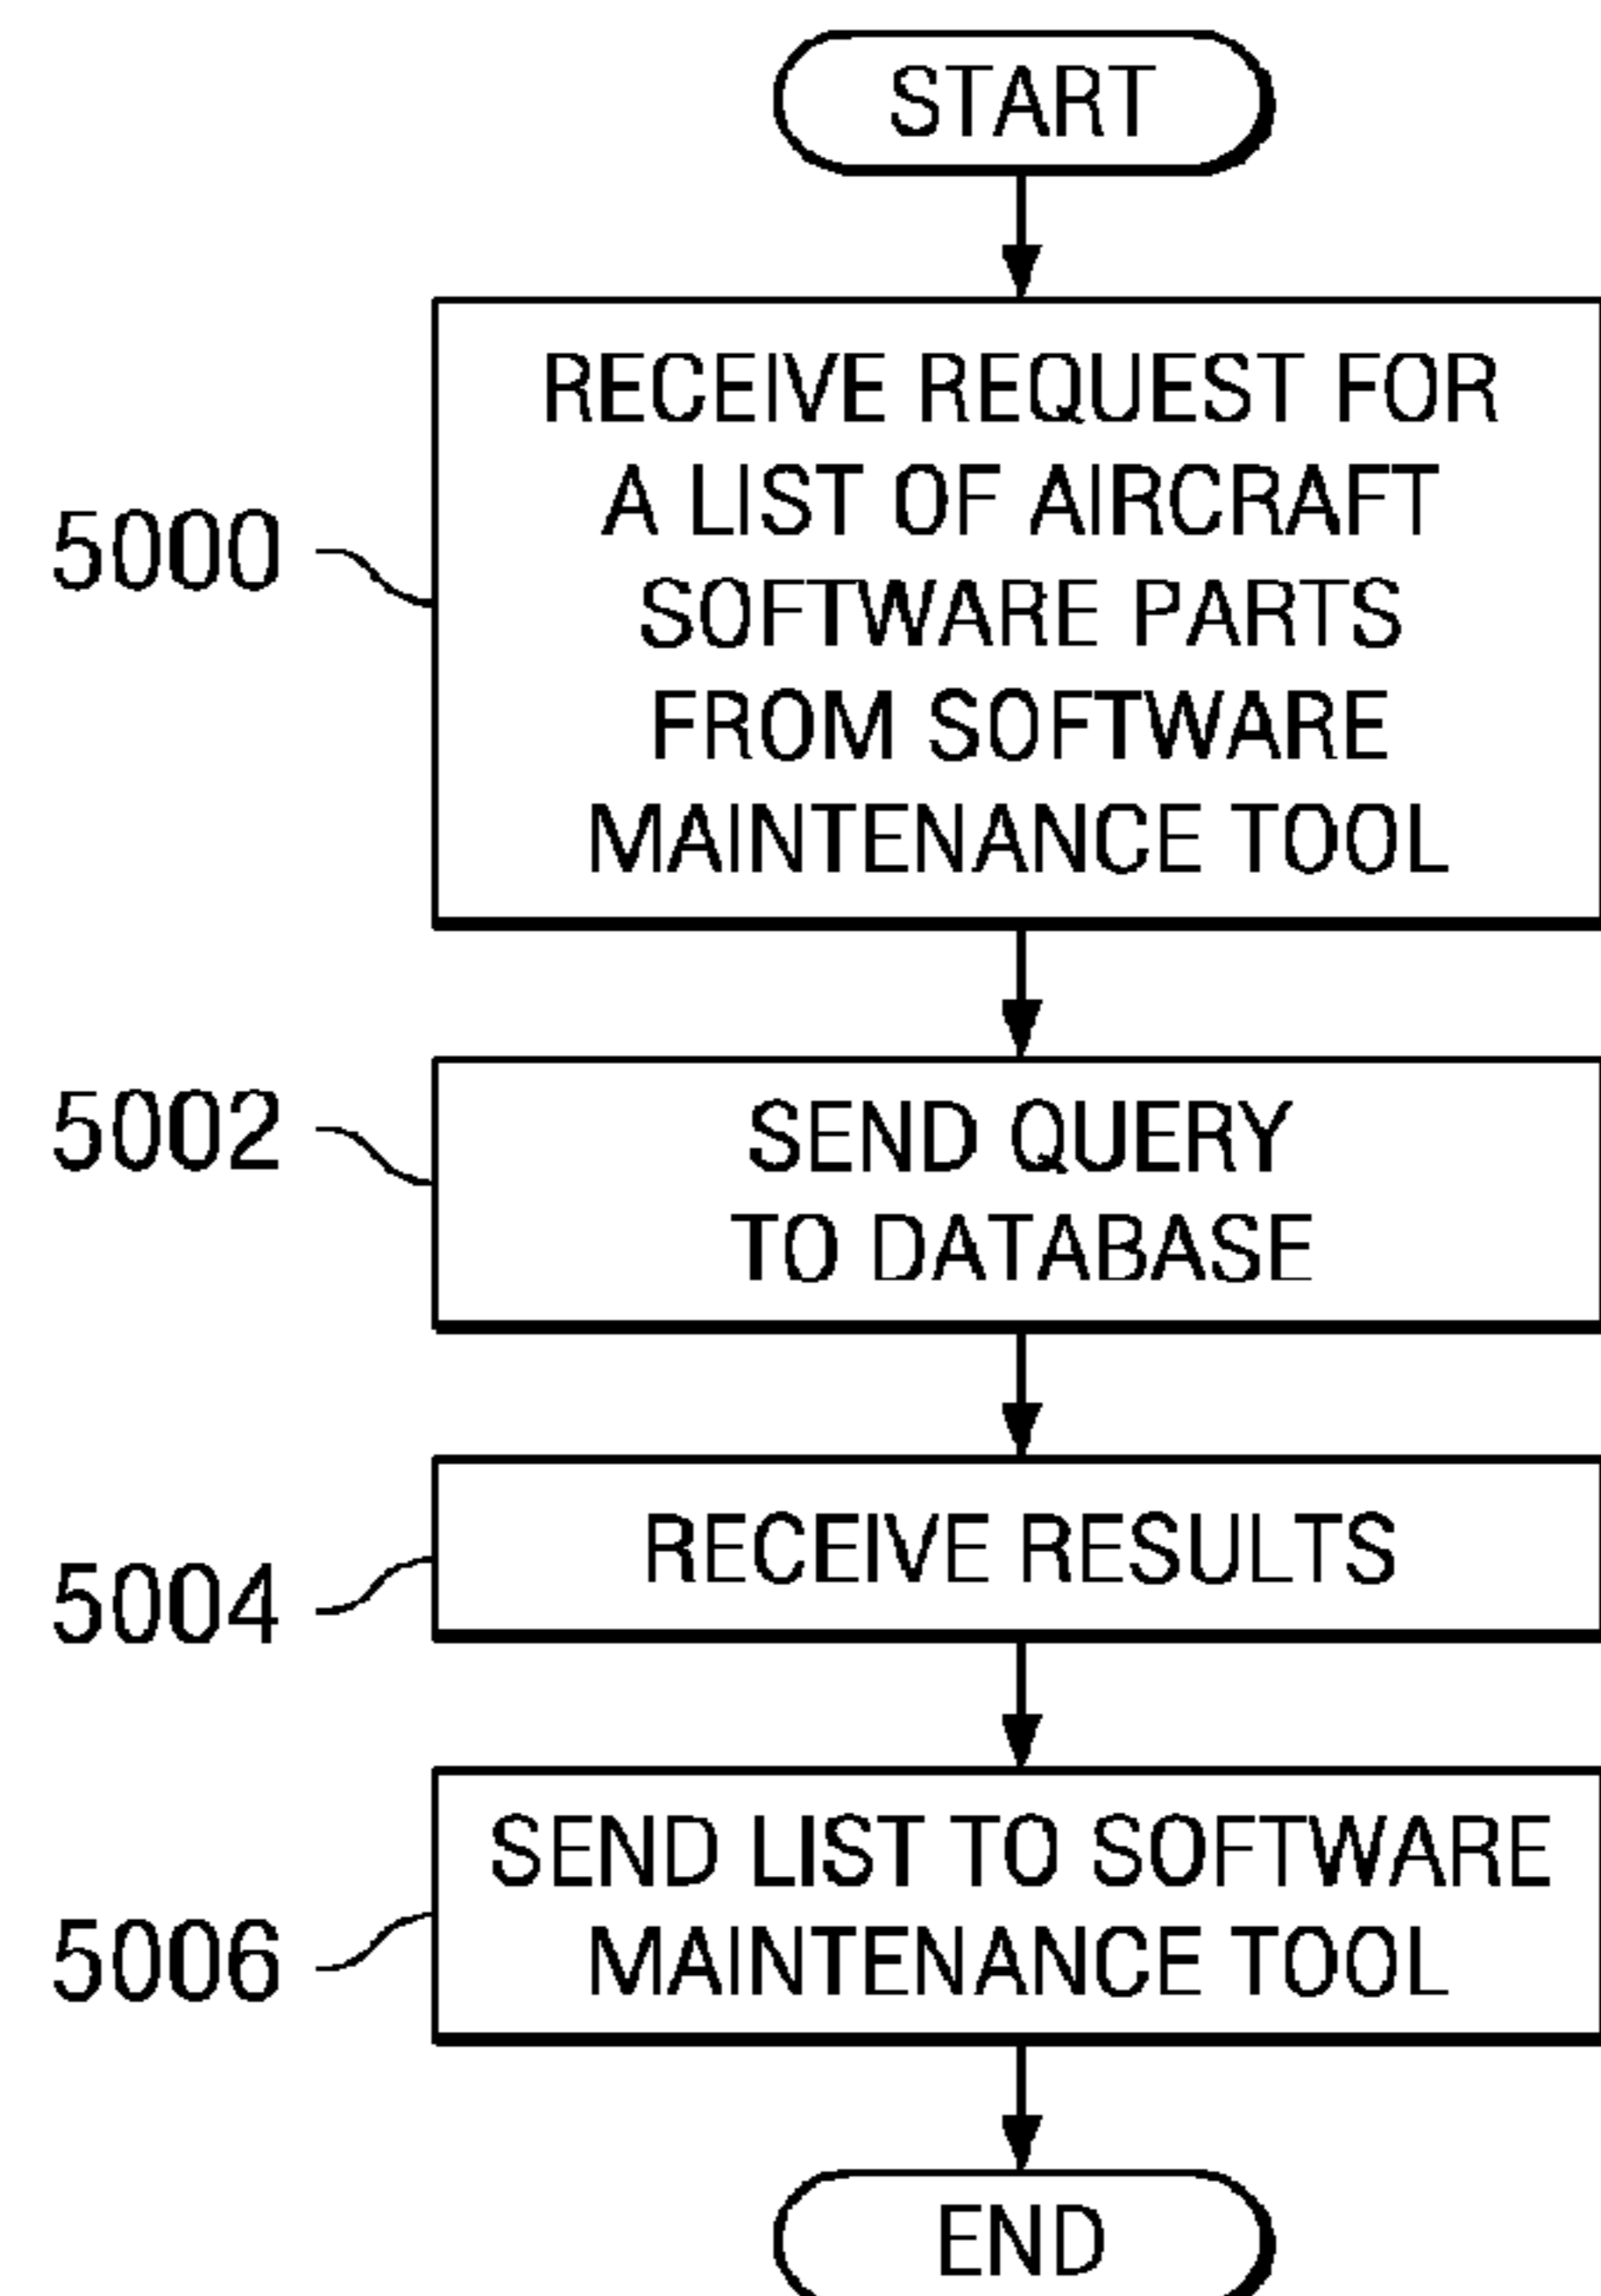 START
5000
RECEIVE REQUEST FOR
A LIST OF AIRCRAFT
SOFTWARE PARTS
FROM SOFTWARE
MAINTENANCE TOOL
5002
SEND QUERY
TO DATABASE
5004
RECEIVE RESULTS
5006
SEND LIST TO SOFTWARE
MAINTENANCE TOOL
END